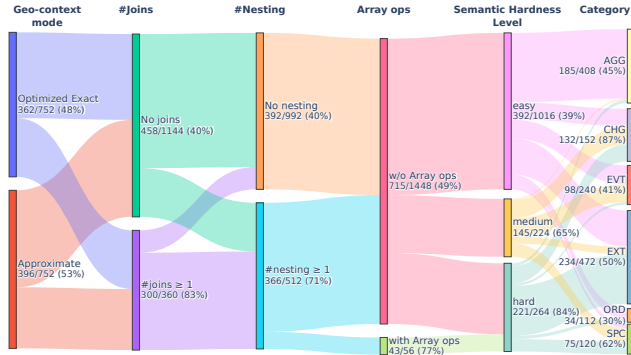 Geo-context
mode
#Joins
#Nesting
Array ops
Semantic Hardness
Level
Category
Optimized Exact
362/752 (48%)
Approximate
396/752 (53%)
No joins
458/1144 (40%)
#joins ≥ 1
300/360 (83%)
No nesting
392/992 (40%)
#nesting ≥ 1
366/512 (71%)
w/o Array ops
715/1448 (49%)
with Array ops
43/56 (77%)
easy
392/1016 (39%)
medium
145/224 (65%)
hard
221/264 (84%)
AGG
185/408 (45%)
CHG
132/152 (87%)
EVT
98/240 (41%)
EXT
234/472 (50%)
ORD
34/112 (30%)
SPC
75/120 (62%)